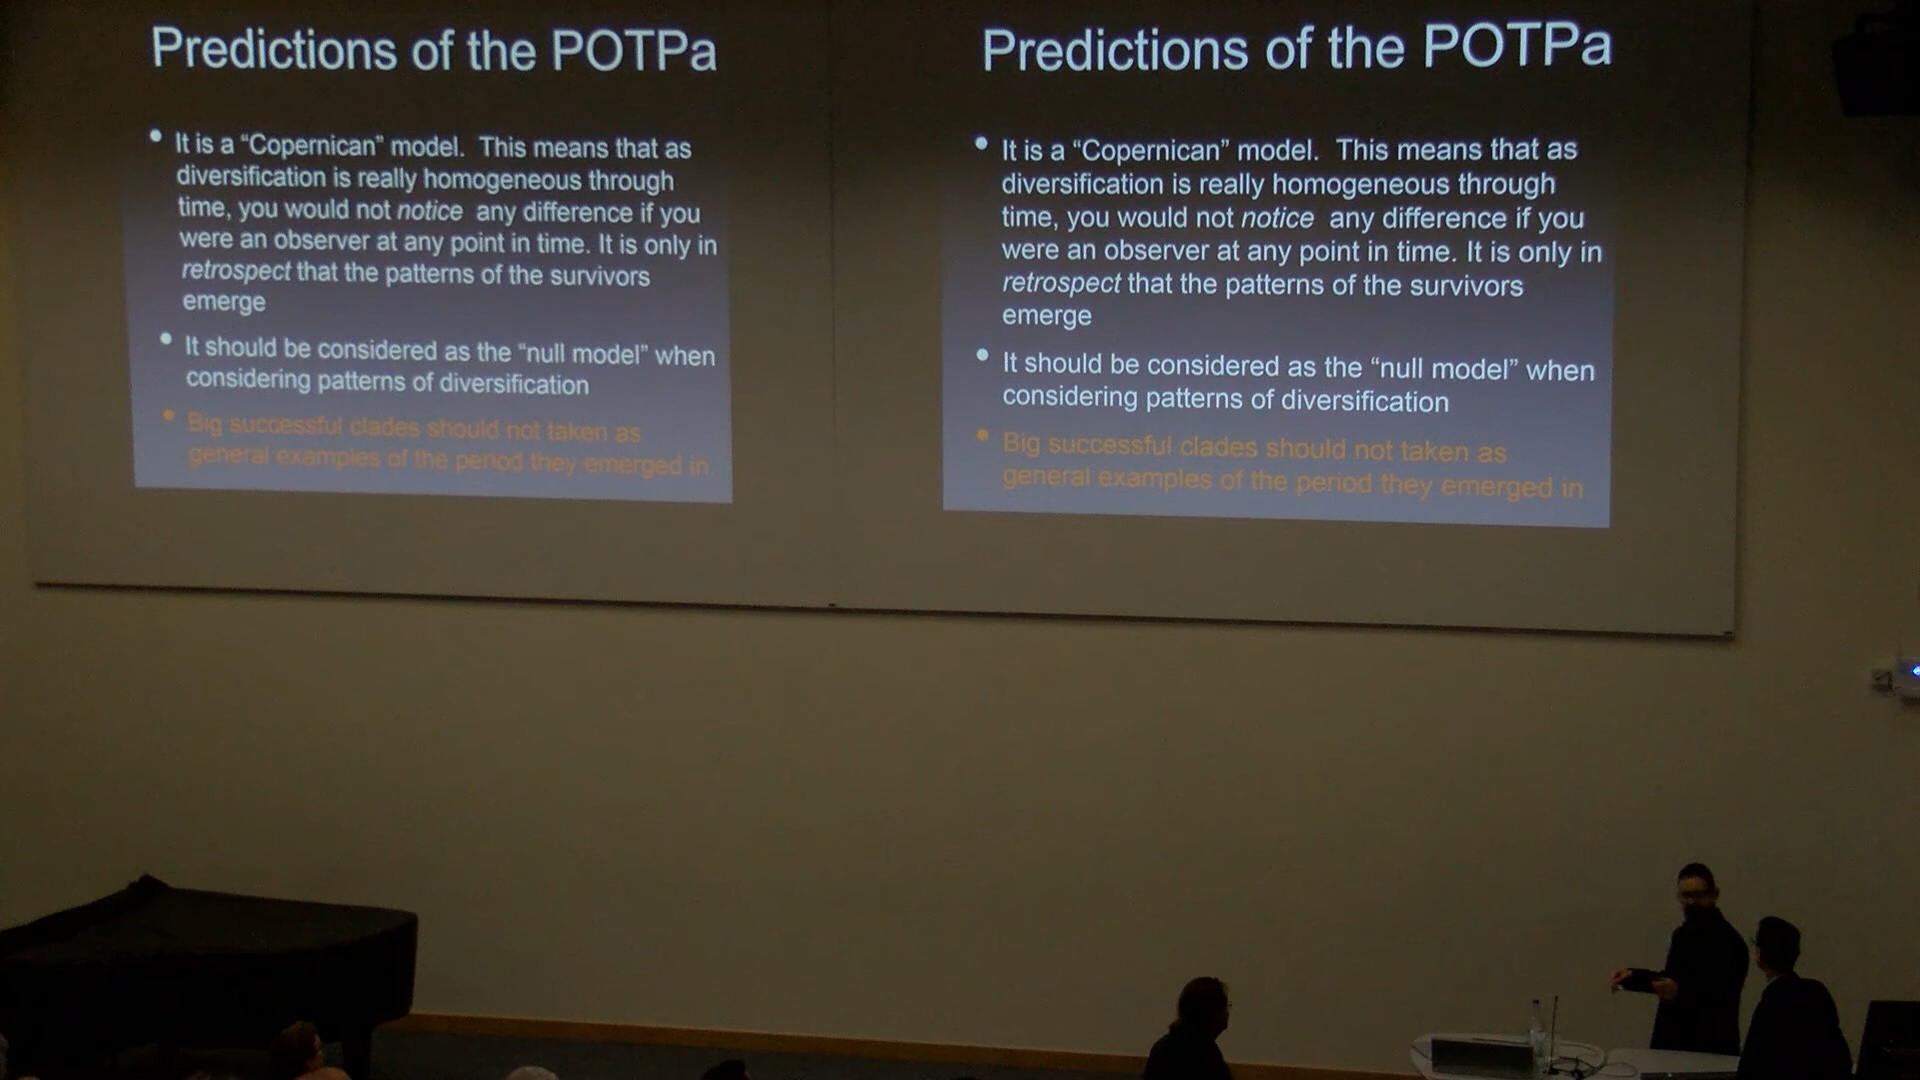 Predictions of the POTPa
• It is a “Copernican” model. This means that as
diversification is really homogeneous through
time, you would not notice any difference if you
were an observer at any point in time. It is only in
retrospect that the patterns of the survivors
emerge
• It should be considered as the “null model” when
considering patterns of diversification
• Big successful clades should not taken as
general examples of the period they emerged in
Predictions of the POTPa
• It is a “Copernican” model. This means that as
diversification is really homogeneous through
time, you would not notice any difference if you
were an observer at any point in time. It is only in
retrospect that the patterns of the survivors
emerge
• It should be considered as the “null model” when
considering patterns of diversification
• Big successful clades should not taken as
general examples of the period they emerged in